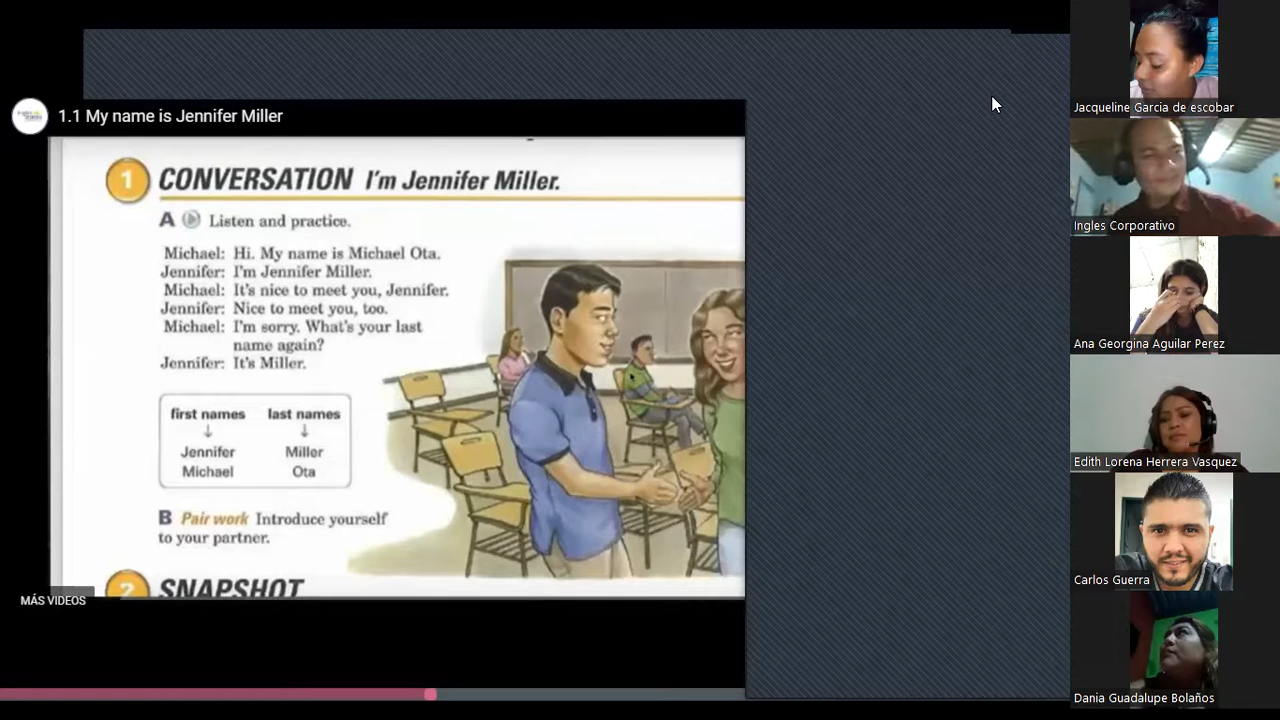 1.1 My name is Jennifer Miller
1 CONVERSATION I'm Jennifer Miller.
A Listen and practice.
Michael: Hi. My name is Michael Ota.
Jennifer: I'm Jennifer Miller.
Michael: It's nice to meet you, Jennifer.
Jennifer: Nice to meet you, too.
Michael: I'm sorry. What's your last
name again?
Jennifer: It's Miller.
first names last names
Jennifer Miller
Michael Ota
B Pair work Introduce yourself
to your partner.
2 SNAPSHOT
MÁS VIDEOS
Jacqueline Garcia de escobar
Ingles Corporativo
Ana Georgina Aguilar Perez
Edith Lorena Herrera Vasquez
Carlos Guerra
Dania Guadalupe Bolaños